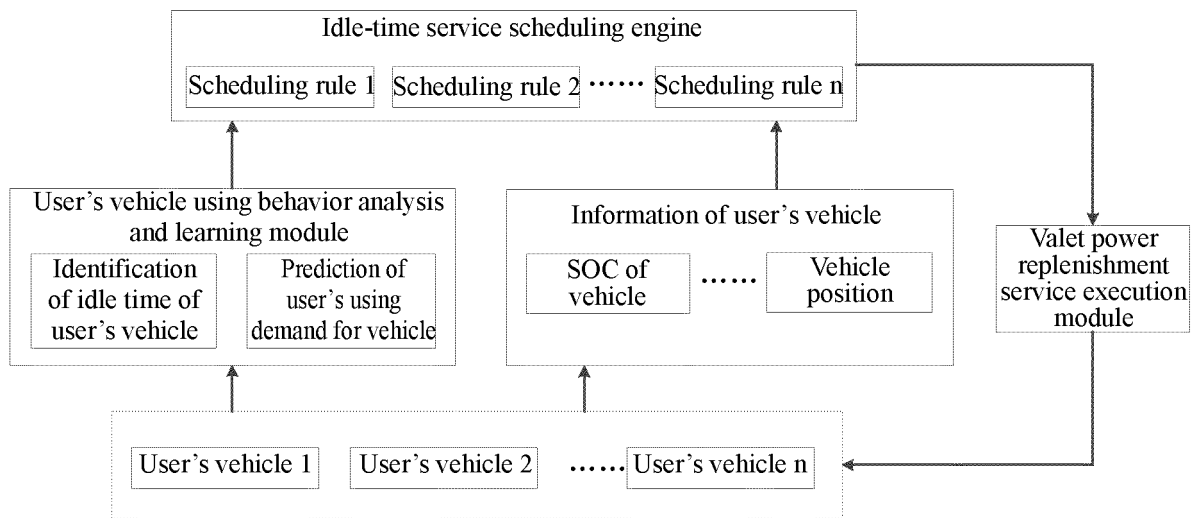 Idle-time service scheduling engine
Scheduling rule 1
Scheduling rule 2
……
Scheduling rule n
User's vehicle using behavior analysis
and learning module
Identification
of idle time of
user's vehicle
Prediction of
user's using
demand for vehicle
Information of user's vehicle
SOC of
vehicle
……
Vehicle
position
Valet power
replenishment
service execution
module
User's vehicle 1
User's vehicle 2
……
User's vehicle n